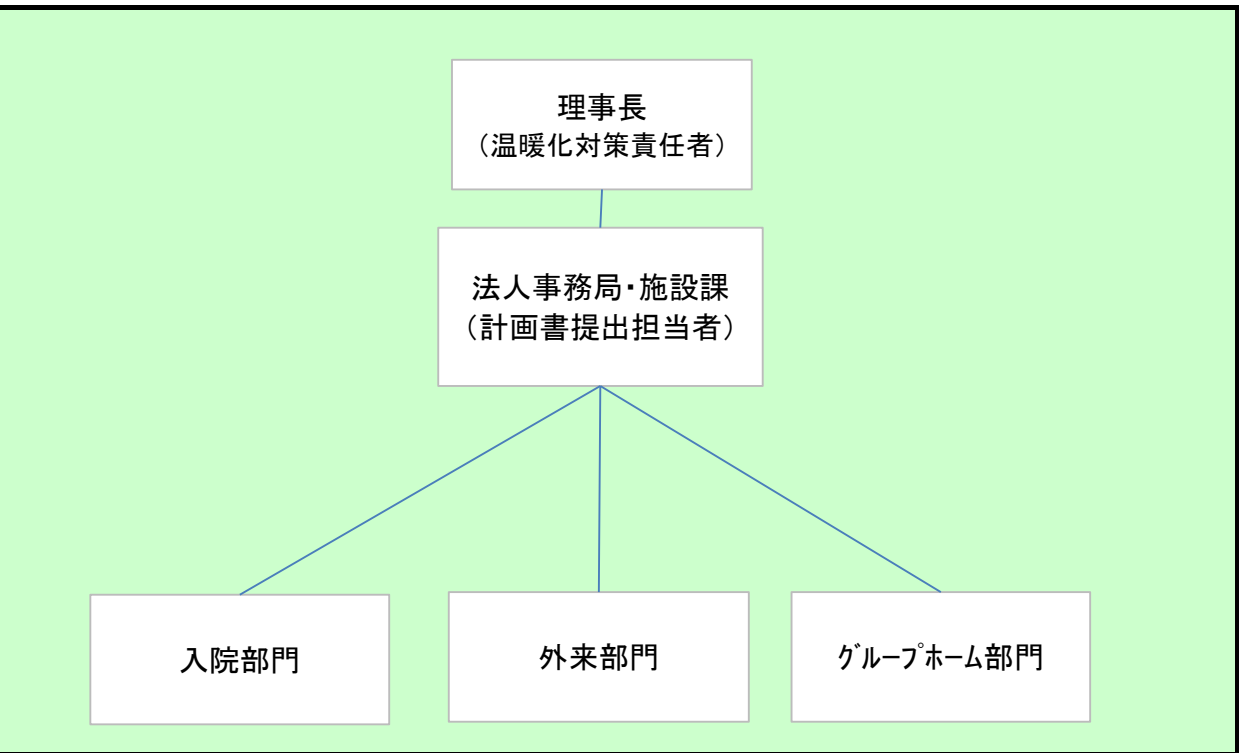 理事長
（温暖化対策責任者）
法人事務局・施設課
（計画書提出担当者）
入院部門
外来部門
ｸﾞﾙｰﾌﾟﾎｰﾑ部門